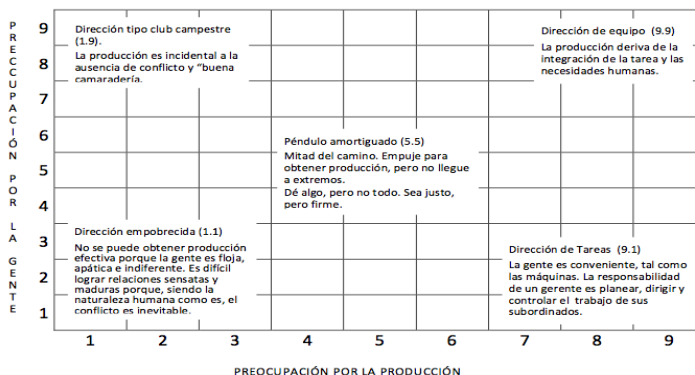 PRECCUPACIÓN POR LA GENTE
9
8
7
6
5
4
3
2
1
Dirección tipo club campestre
(1.9).
La producción es incidental a la
ausencia de conflicto y “buena
camaradería.
Dirección de equipo (9.9)
La producción deriva de la
integración de la tarea y las
necesidades humanas.
Péndulo amortiguado (5.5)
Mitad del camino. Empuje para
obtener producción, pero no llegue
a extremos.
Dé algo, pero no todo. Sea justo,
pero firme.
Dirección empobrecida (1.1)
No se puede obtener producción
efectiva porque la gente es floja,
apática e indiferente. Es difícil
lograr relaciones sensatas y
maduras porque, siendo la
naturaleza humana como es, el
conflicto es inevitable.
Dirección de Tareas (9.1)
La gente es conveniente, tal como
las máquinas. La responsabilidad
de un gerente es planear, dirigir y
controlar el trabajo de sus
subordinados.
1 2 3 4 5 6 7 8 9
PREOCUPACIÓN POR LA PRODUCCIÓN